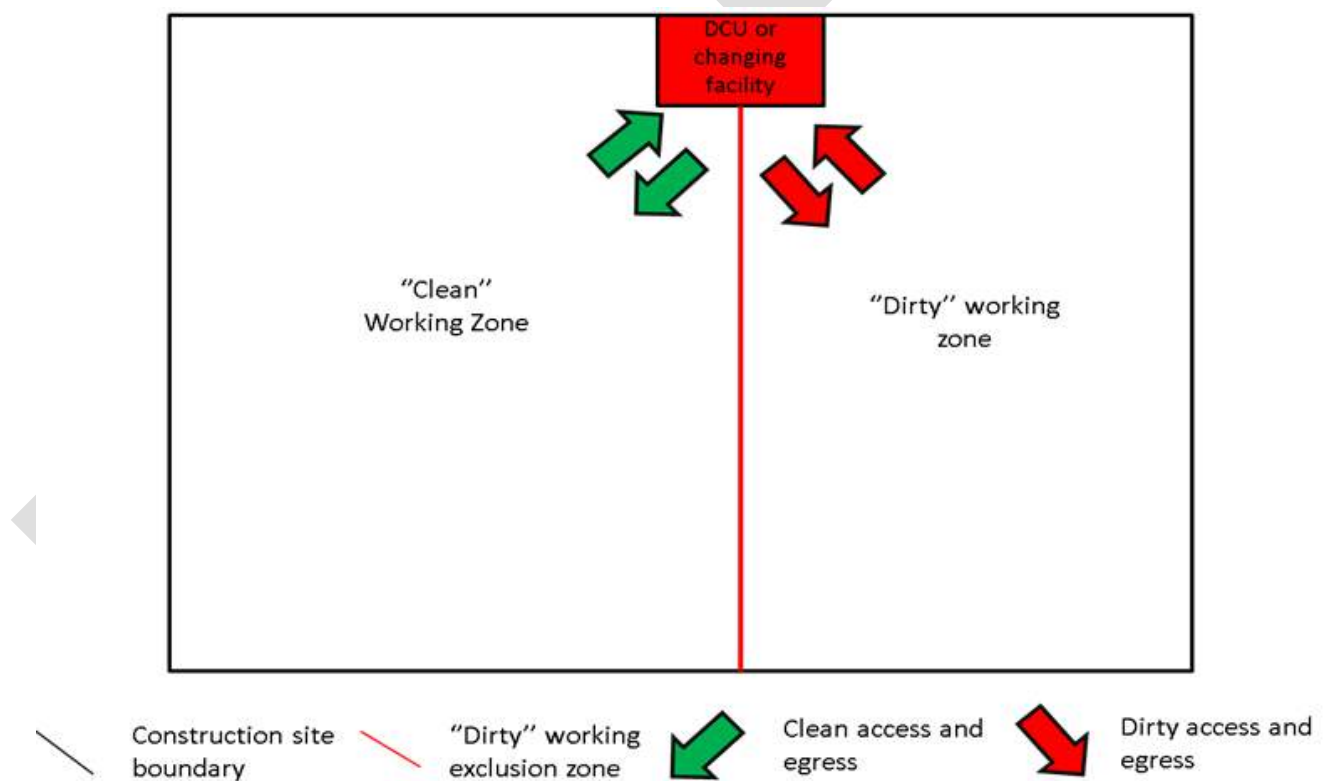 DCU or
changing
facility
‘’Clean’’
Working Zone
‘’Dirty’’ working
zone
Construction site
boundary
‘’Dirty’’ working
exclusion zone
Clean access and
egress
Dirty access and
egress